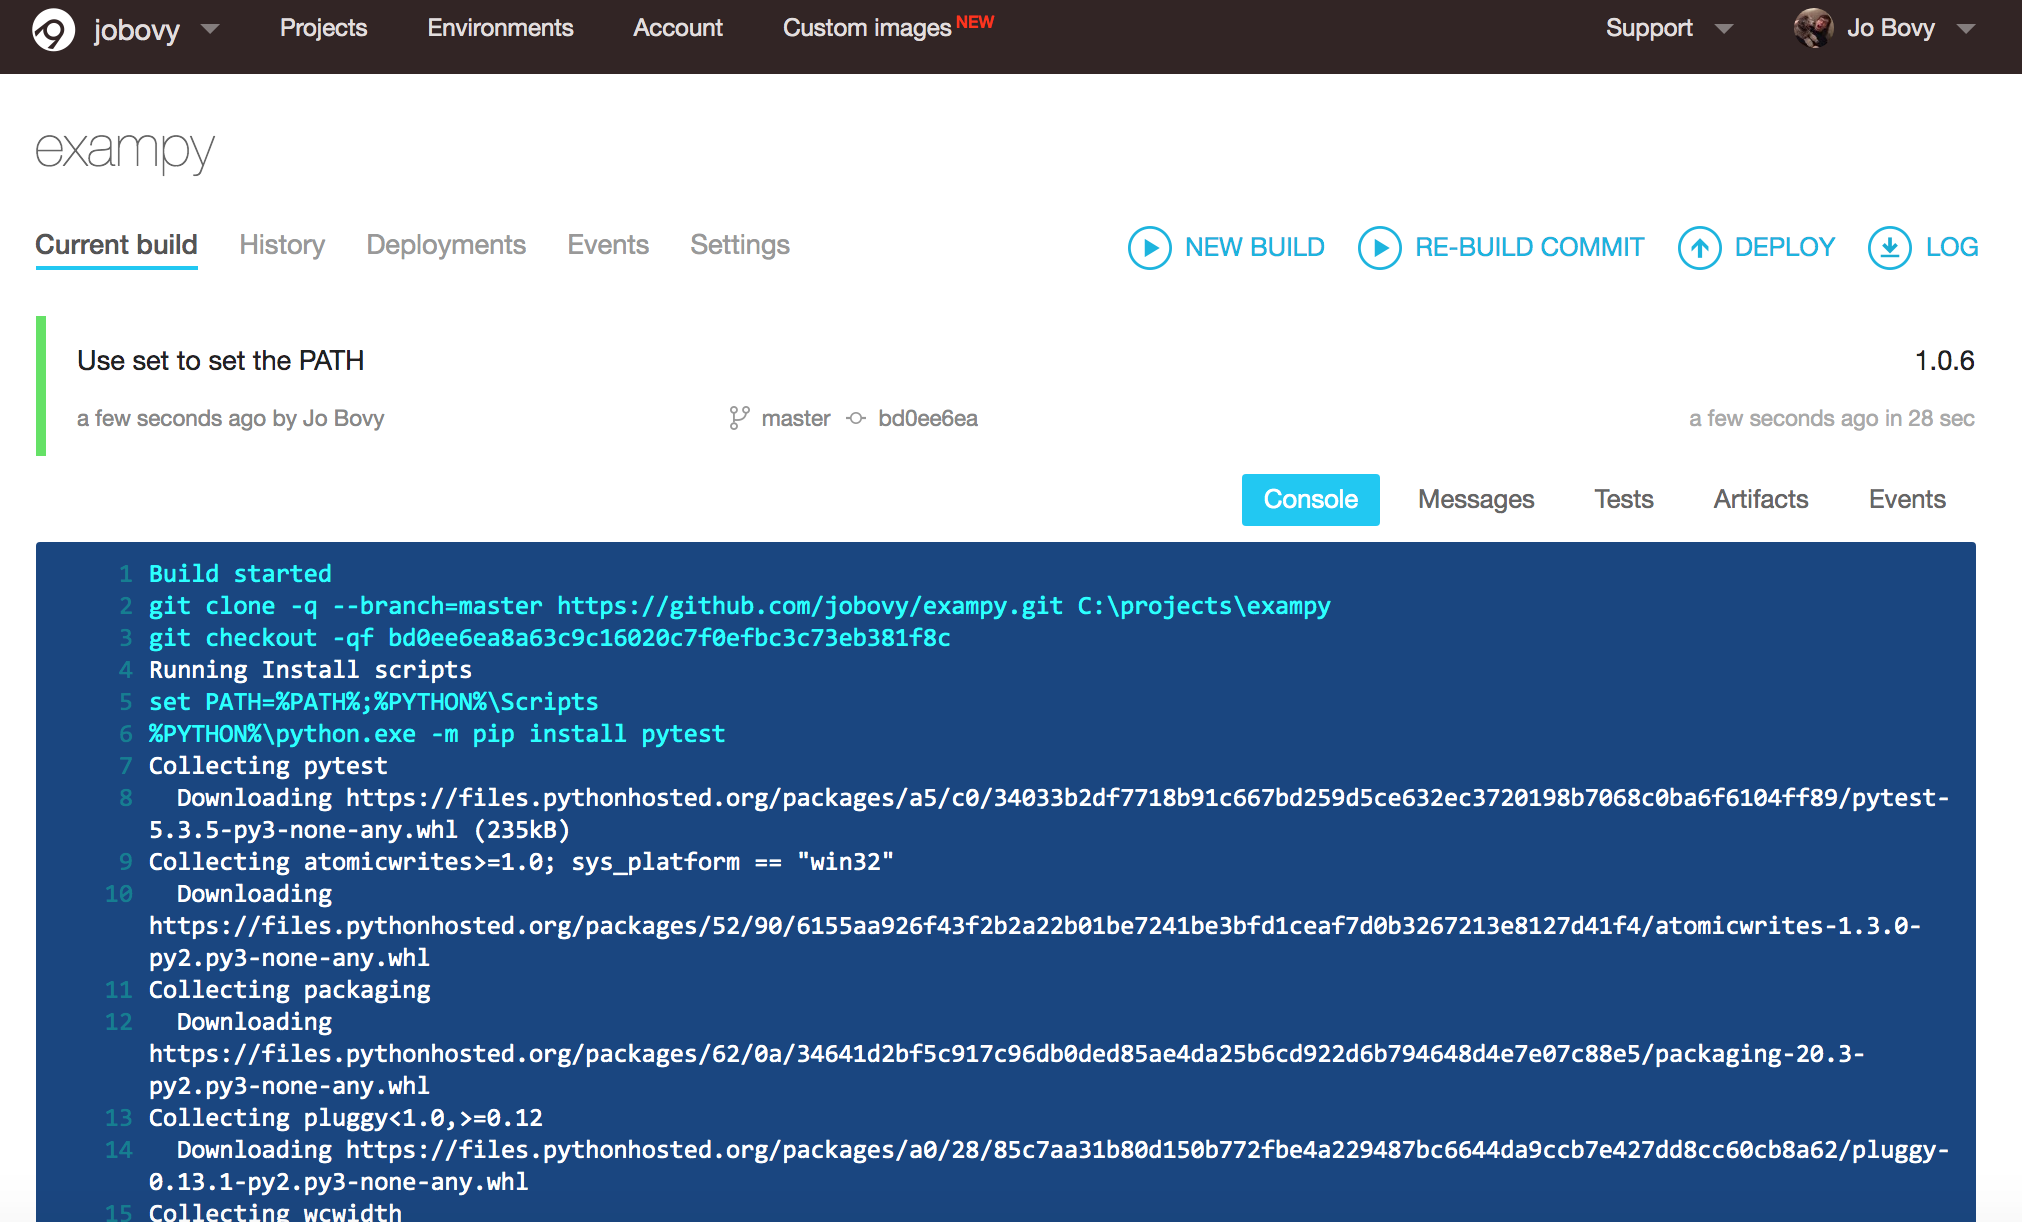 jobovy Projects Environments Account Custom images NEW Support Jo Bovy
exampy
Current build History Deployments Events Settings NEW BUILD RE-BUILD COMMIT DEPLOY LOG
Use set to set the PATH 1.0.6
a few seconds ago by Jo Bovy master bd0ee6ea a few seconds ago in 28 sec
Console Messages Tests Artifacts Events
1 Build started
2 git clone -q --branch=master https://github.com/jobovy/exampy.git C:\projects\exampy
3 git checkout -qf bd0ee6ea8a63c9c16020c7f0efbc3c73eb381f8c
4 Running Install scripts
5 set PATH=%PATH%;%PYTHON%\Scripts
6 %PYTHON%\python.exe -m pip install pytest
7 Collecting pytest
8 Downloading https://files.pythonhosted.org/packages/a5/c0/34033b2df7718b91c667bd259d5ce632ec3720198b7068c0ba6f6104ff89/pytest-
5.3.5-py3-none-any.whl (235kB)
9 Collecting atomicwrites>=1.0; sys_platform == "win32"
10 Downloading
https://files.pythonhosted.org/packages/52/90/6155aa926f43f2b2a22b01be7241be3bfd1ceaf7d0b3267213e8127d41f4/atomicwrites-1.3.0-
py2.py3-none-any.whl
11 Collecting packaging
12 Downloading
https://files.pythonhosted.org/packages/62/0a/34641d2bf5c917c96db0ded85ae4da25b6cd922d6b794648d4e7e07c88e5/packaging-20.3-
py2.py3-none-any.whl
13 Collecting pluggy<1.0,>=0.12
14 Downloading https://files.pythonhosted.org/packages/a0/28/85c7aa31b80d150b772fbe4a229487bc6644da9ccb7e427dd8cc60cb8a62/pluggy-
0.13.1-py2.py3-none-any.whl
15 Collecting wcwidth